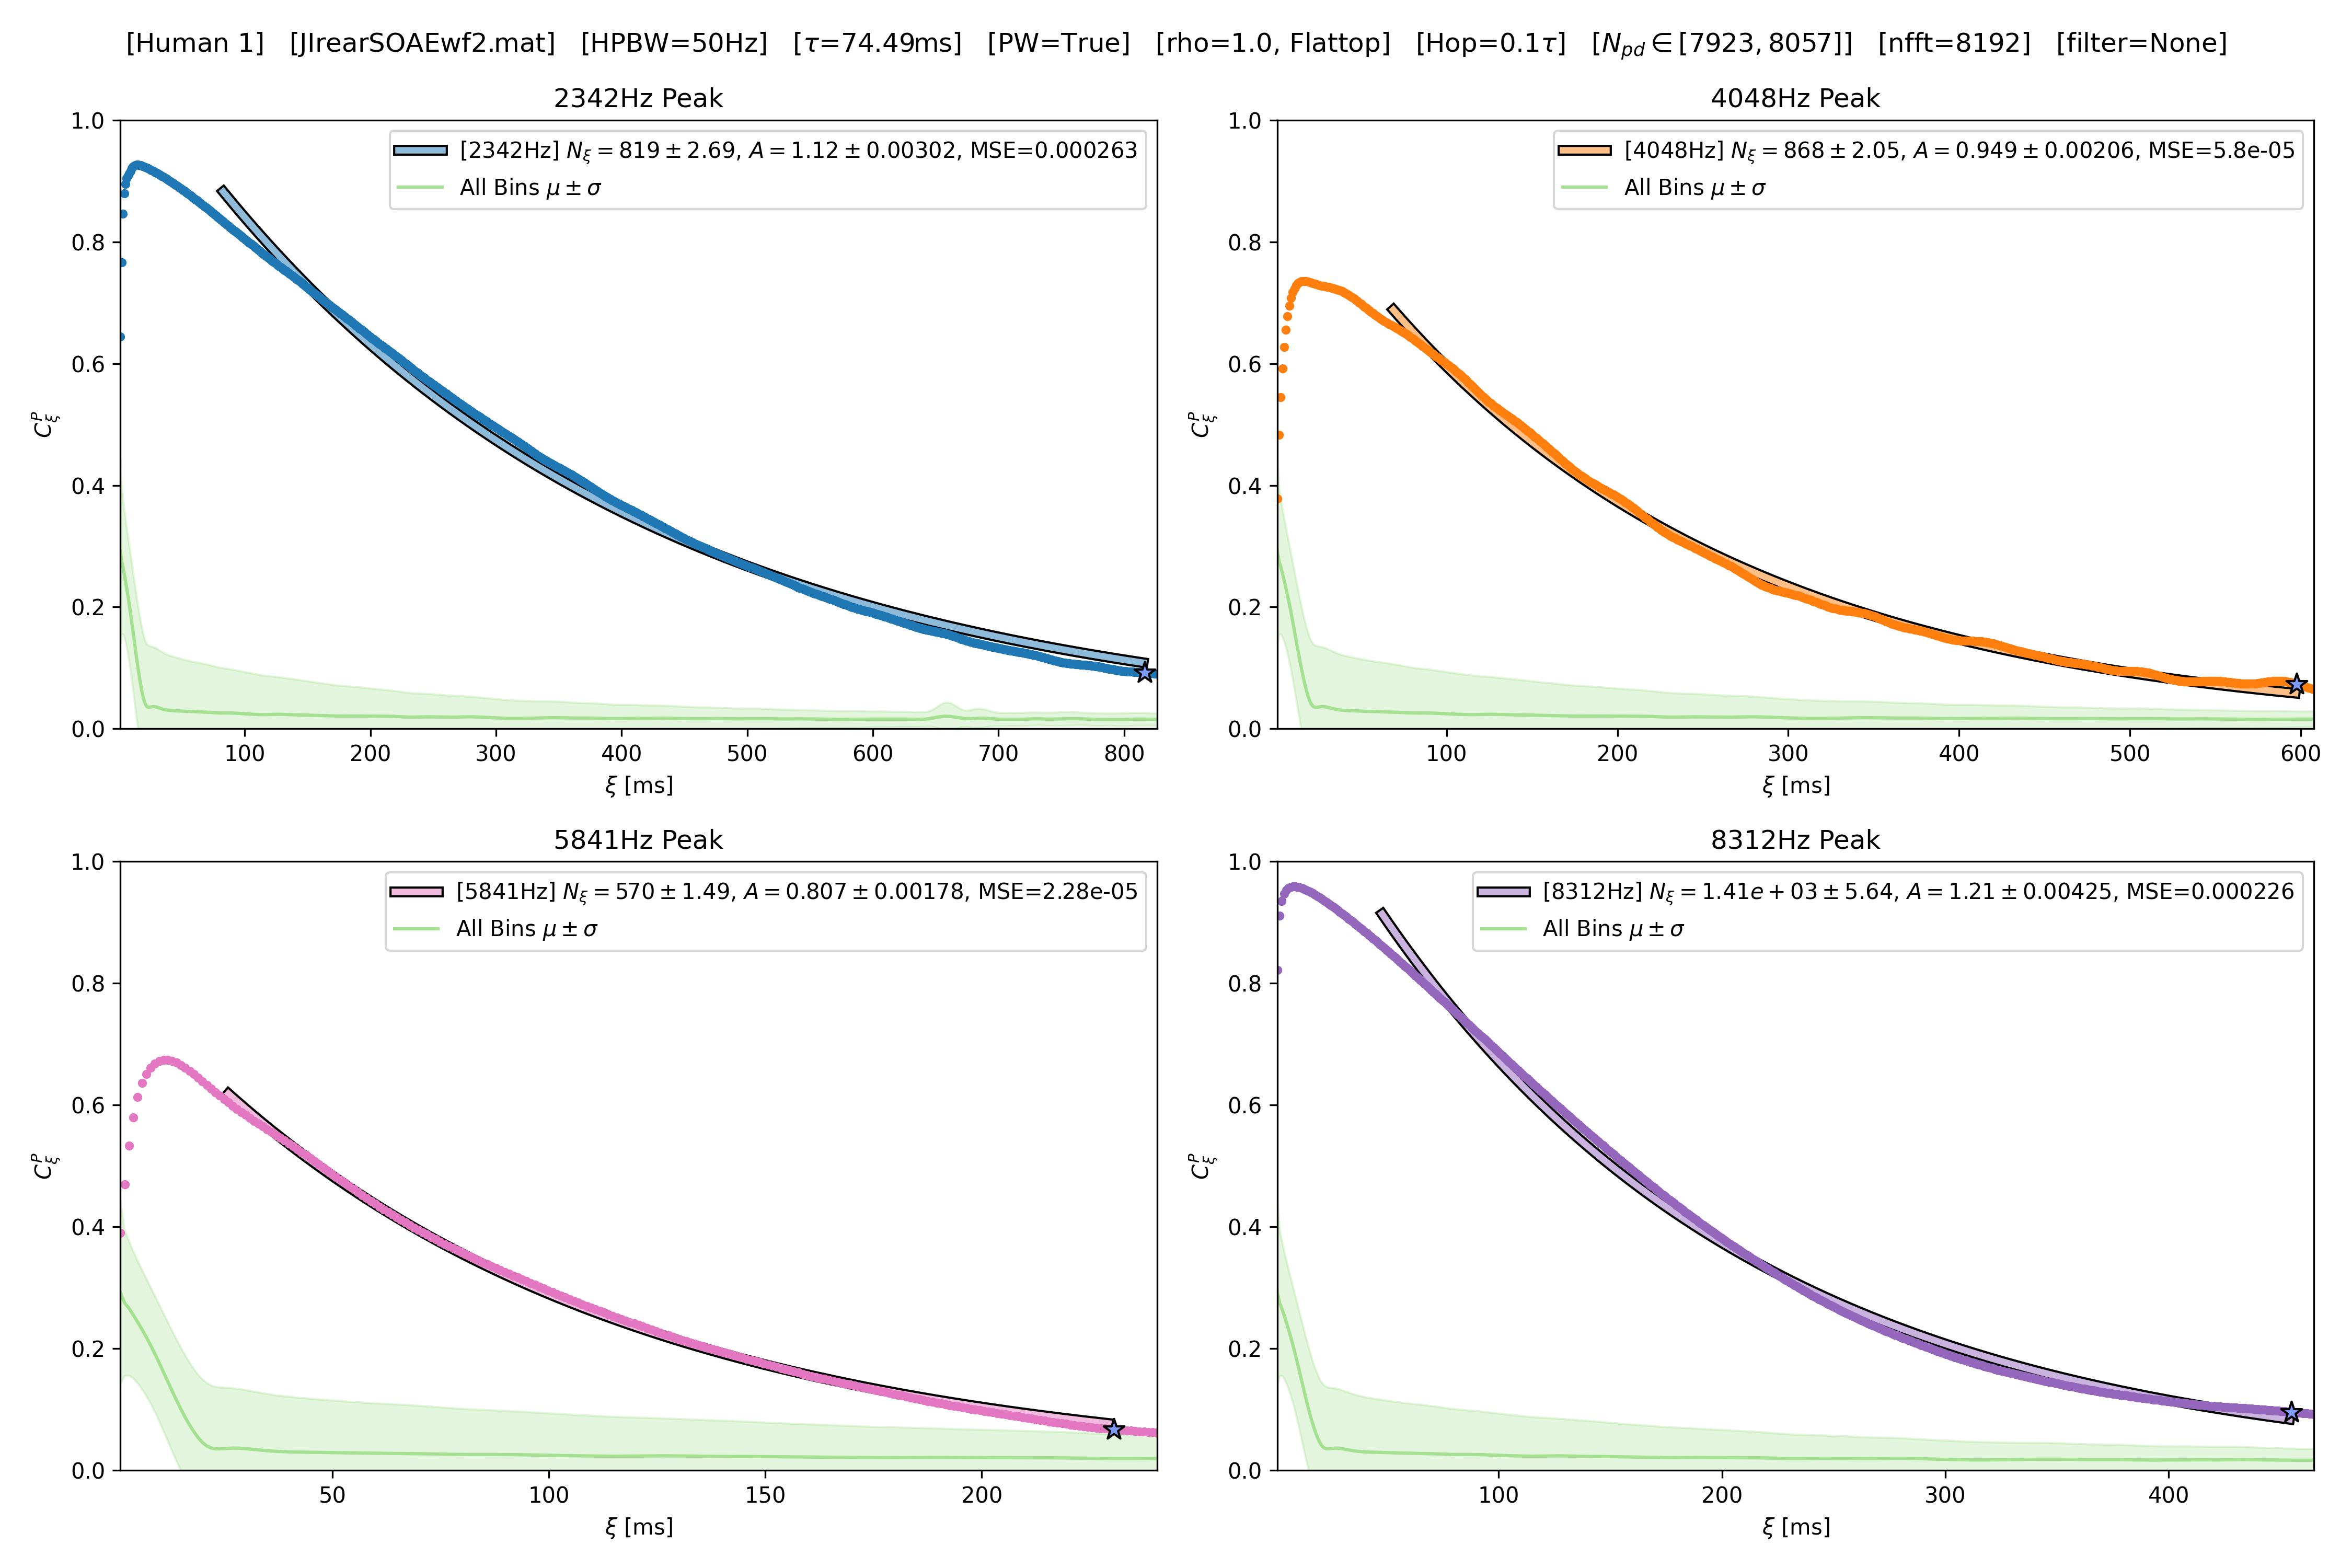 [Human 1] [JIrearSOAEwf2.mat] [HPBW=50Hz] [τ=74.49ms] [PW=True] [rho=1.0, Flattop] [Hop=0.1τ] [N_pd ∈ [7923, 8057]] [nfft=8192] [filter=None]
2342Hz Peak
[2342Hz] N_ξ = 819 ± 2.69, A = 1.12 ± 0.00302, MSE=0.000263
All Bins μ ± σ
1.0
0.8
0.6
0.4
0.2
0.0
C_ξ^P
100 200 300 400 500 600 700 800
ξ [ms]
4048Hz Peak
[4048Hz] N_ξ = 868 ± 2.05, A = 0.949 ± 0.00206, MSE=5.8e-05
All Bins μ ± σ
1.0
0.8
0.6
0.4
0.2
0.0
C_ξ^P
100 200 300 400 500 600
ξ [ms]
5841Hz Peak
[5841Hz] N_ξ = 570 ± 1.49, A = 0.807 ± 0.00178, MSE=2.28e-05
All Bins μ ± σ
1.0
0.8
0.6
0.4
0.2
0.0
C_ξ^P
50 100 150 200
ξ [ms]
8312Hz Peak
[8312Hz] N_ξ = 1.41e + 03 ± 5.64, A = 1.21 ± 0.00425, MSE=0.000226
All Bins μ ± σ
1.0
0.8
0.6
0.4
0.2
0.0
C_ξ^P
100 200 300 400
ξ [ms]